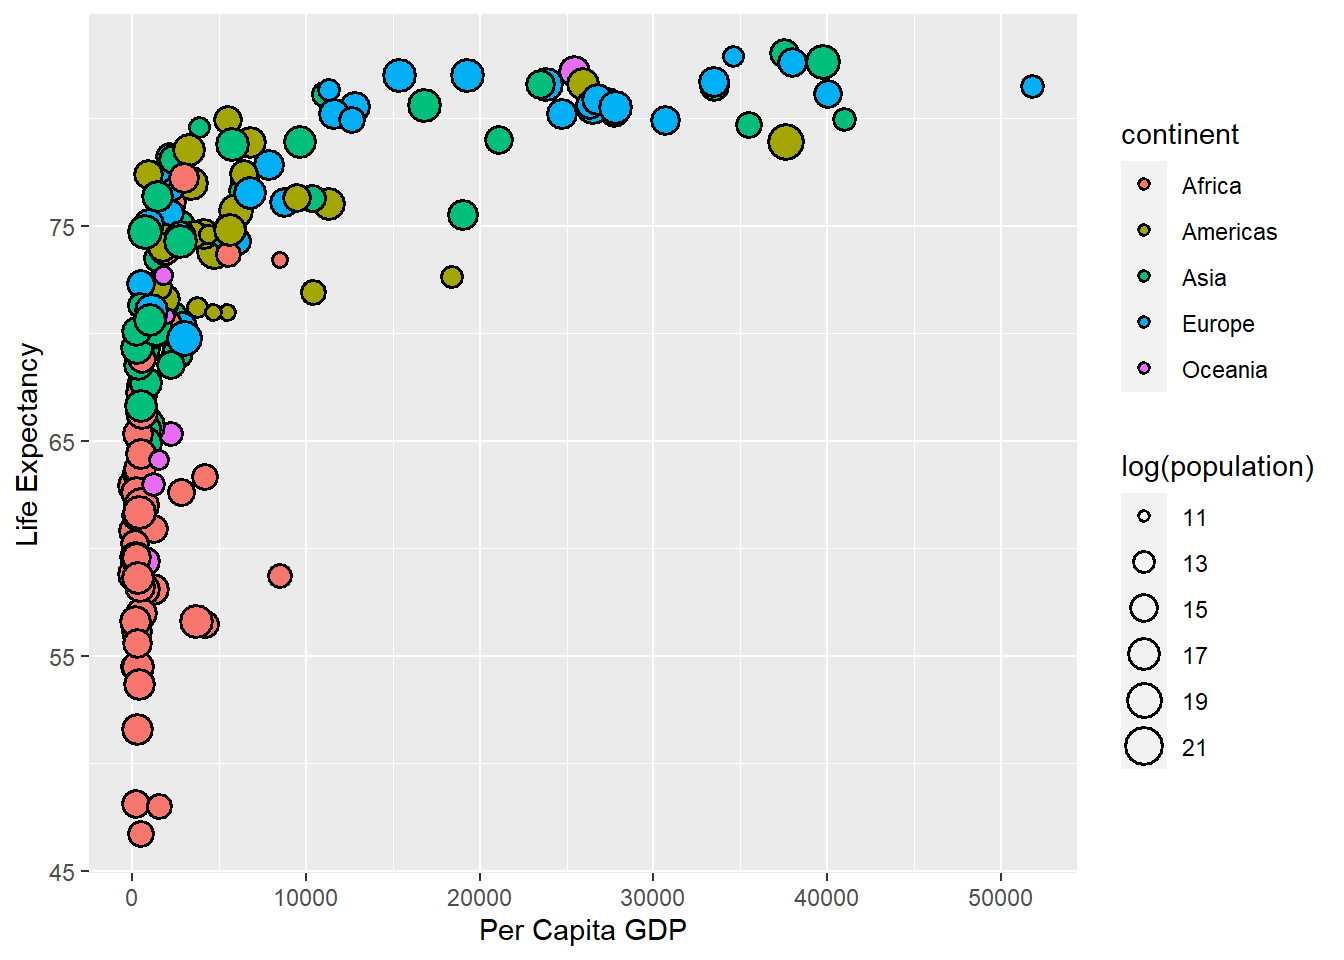 continent
Africa
Americas
Asia
Europe
Oceania
log(population)
11
13
15
17
19
21
Life Expectancy
75
65
55
45
0 10000 20000 30000 40000 50000
Per Capita GDP